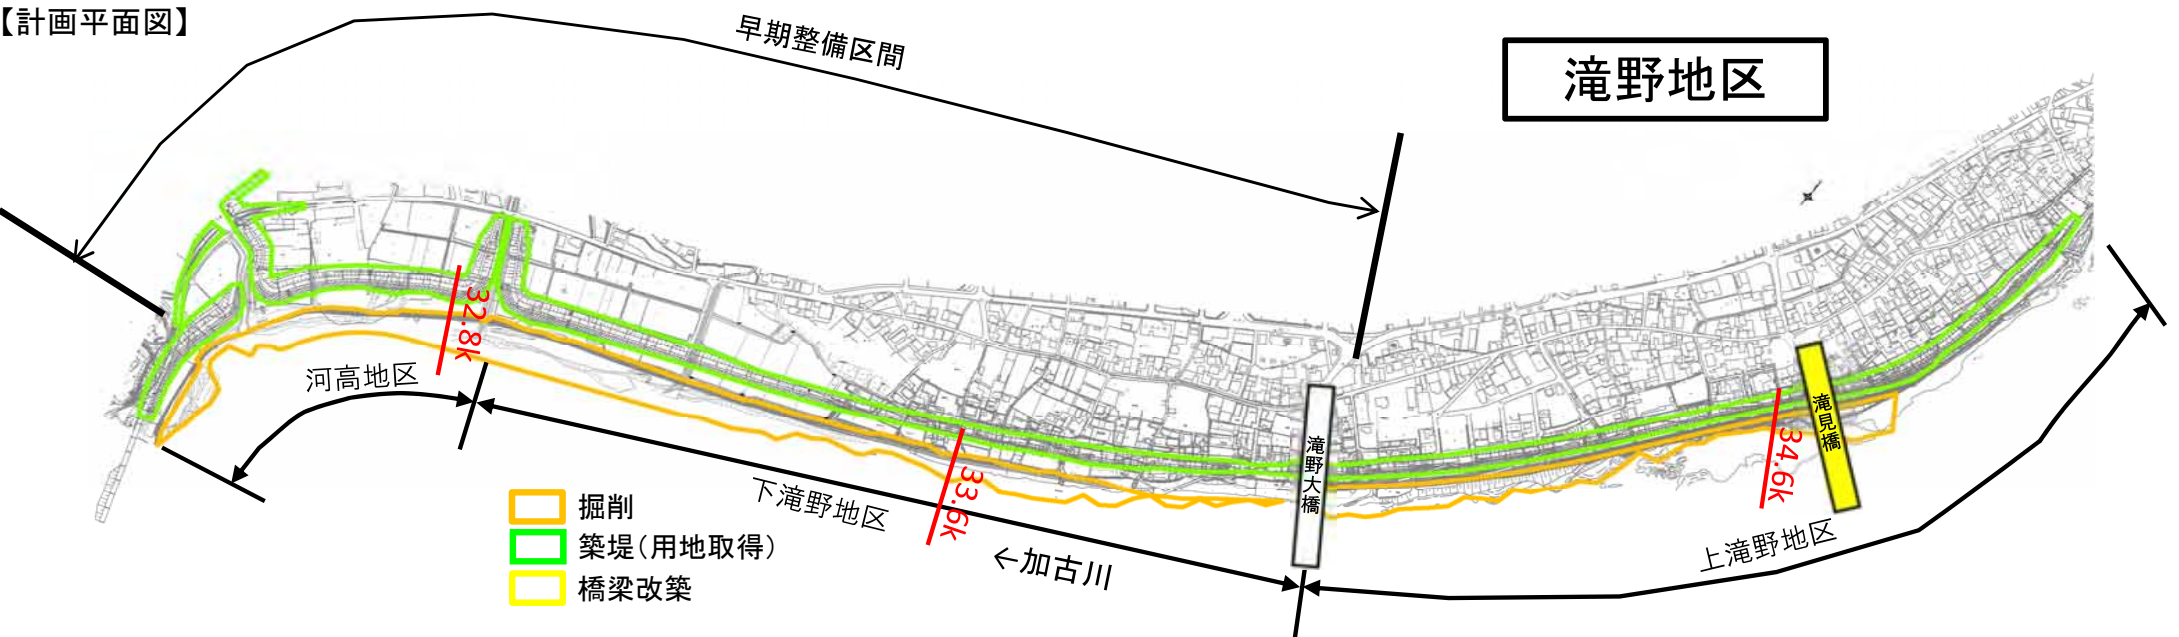 【計画平面図】
早期整備区間
滝野地区
32.8k
河高地区
滝見橋
滝野大橋
34.6k
33.6k
下滝野地区
掘削
築堤（用地取得）
橋梁改築
←加古川
上滝野地区